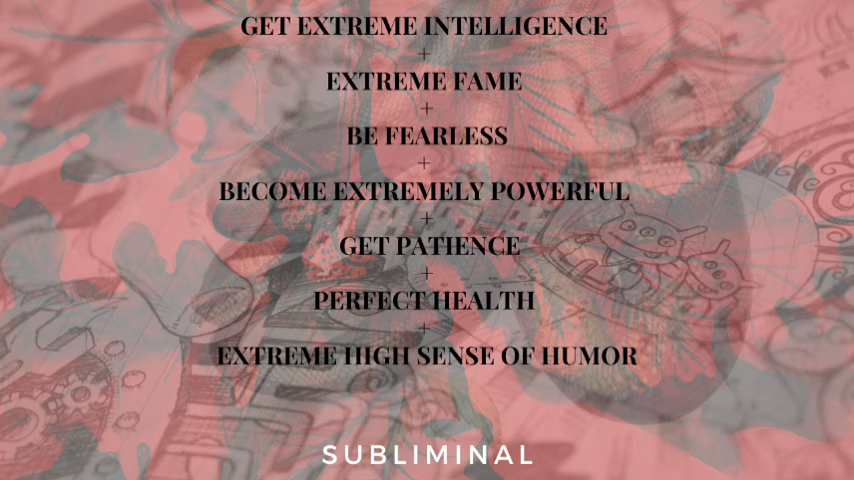 GET EXTREME INTELLIGENCE
+
EXTREME FAME
+
BE FEARLESS
+
BECOME EXTREMELY POWERFUL
+
GET PATIENCE
+
PERFECT HEALTH
+
EXTREME HIGH SENSE OF HUMOR
SUBLIMINAL